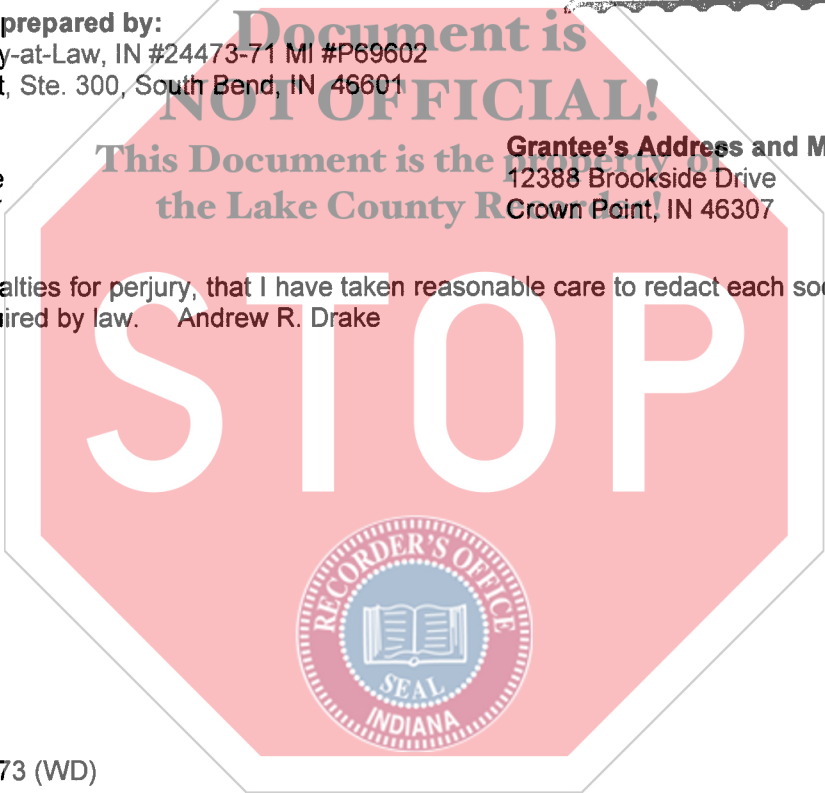 prepared by:
y-at-Law, IN #24473-71 MI #P69602
t, Ste. 300, South Bend, IN 46601
Document is
NOT OFFICIAL!
This Document is the property of
the Lake County Recorder!
Grantee's Address and M
12388 Brookside Drive
Crown Point, IN 46307
e
alties for perjury, that I have taken reasonable care to redact each soc
ired by law. Andrew R. Drake
STOP
RECORDER'S OFFICE
SEAL
INDIANA
73 (WD)